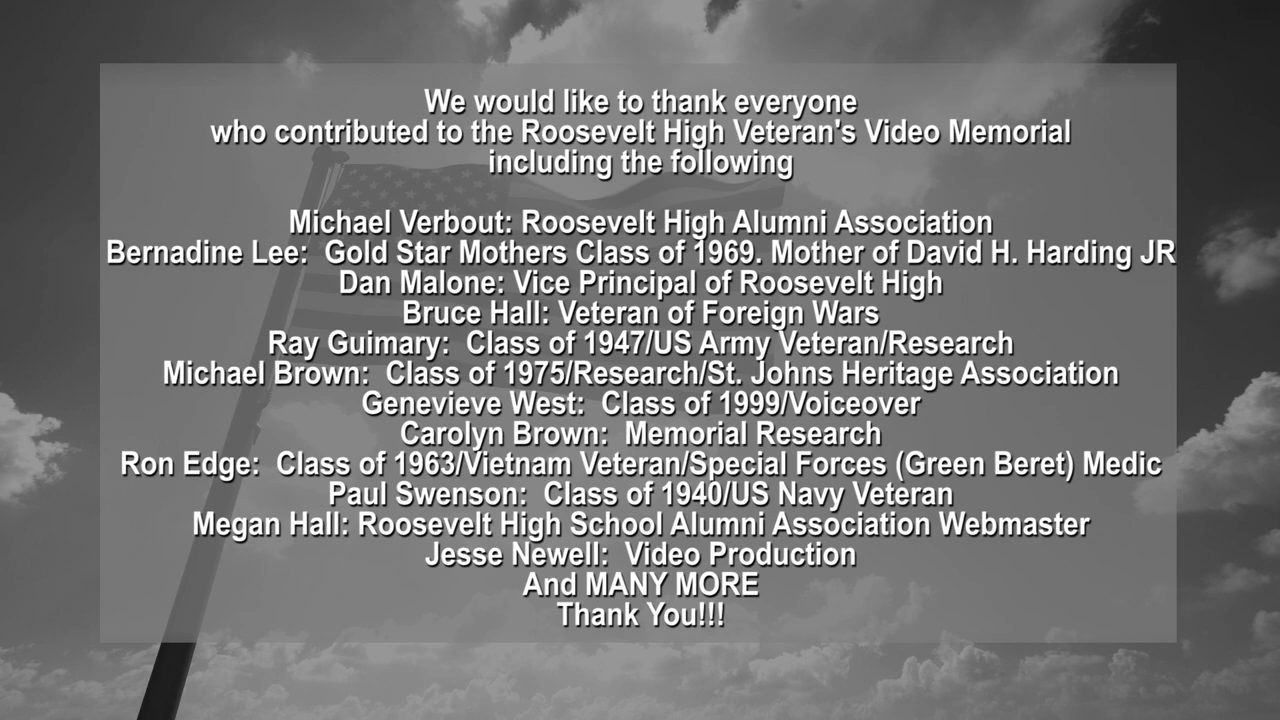 We would like to thank everyone
who contributed to the Roosevelt High Veteran's Video Memorial
including the following
Michael Verbout: Roosevelt High Alumni Association
Bernadine Lee:  Gold Star Mothers Class of 1969. Mother of David H. Harding JR
Dan Malone: Vice Principal of Roosevelt High
Bruce Hall: Veteran of Foreign Wars
Ray Guimary:  Class of 1947/US Army Veteran/Research
Michael Brown:  Class of 1975/Research/St. Johns Heritage Association
Genevieve West:  Class of 1999/Voiceover
Carolyn Brown:  Memorial Research
Ron Edge:  Class of 1963/Vietnam Veteran/Special Forces (Green Beret) Medic
Paul Swenson:  Class of 1940/US Navy Veteran
Megan Hall: Roosevelt High School Alumni Association Webmaster
Jesse Newell:  Video Production
And MANY MORE
Thank You!!!